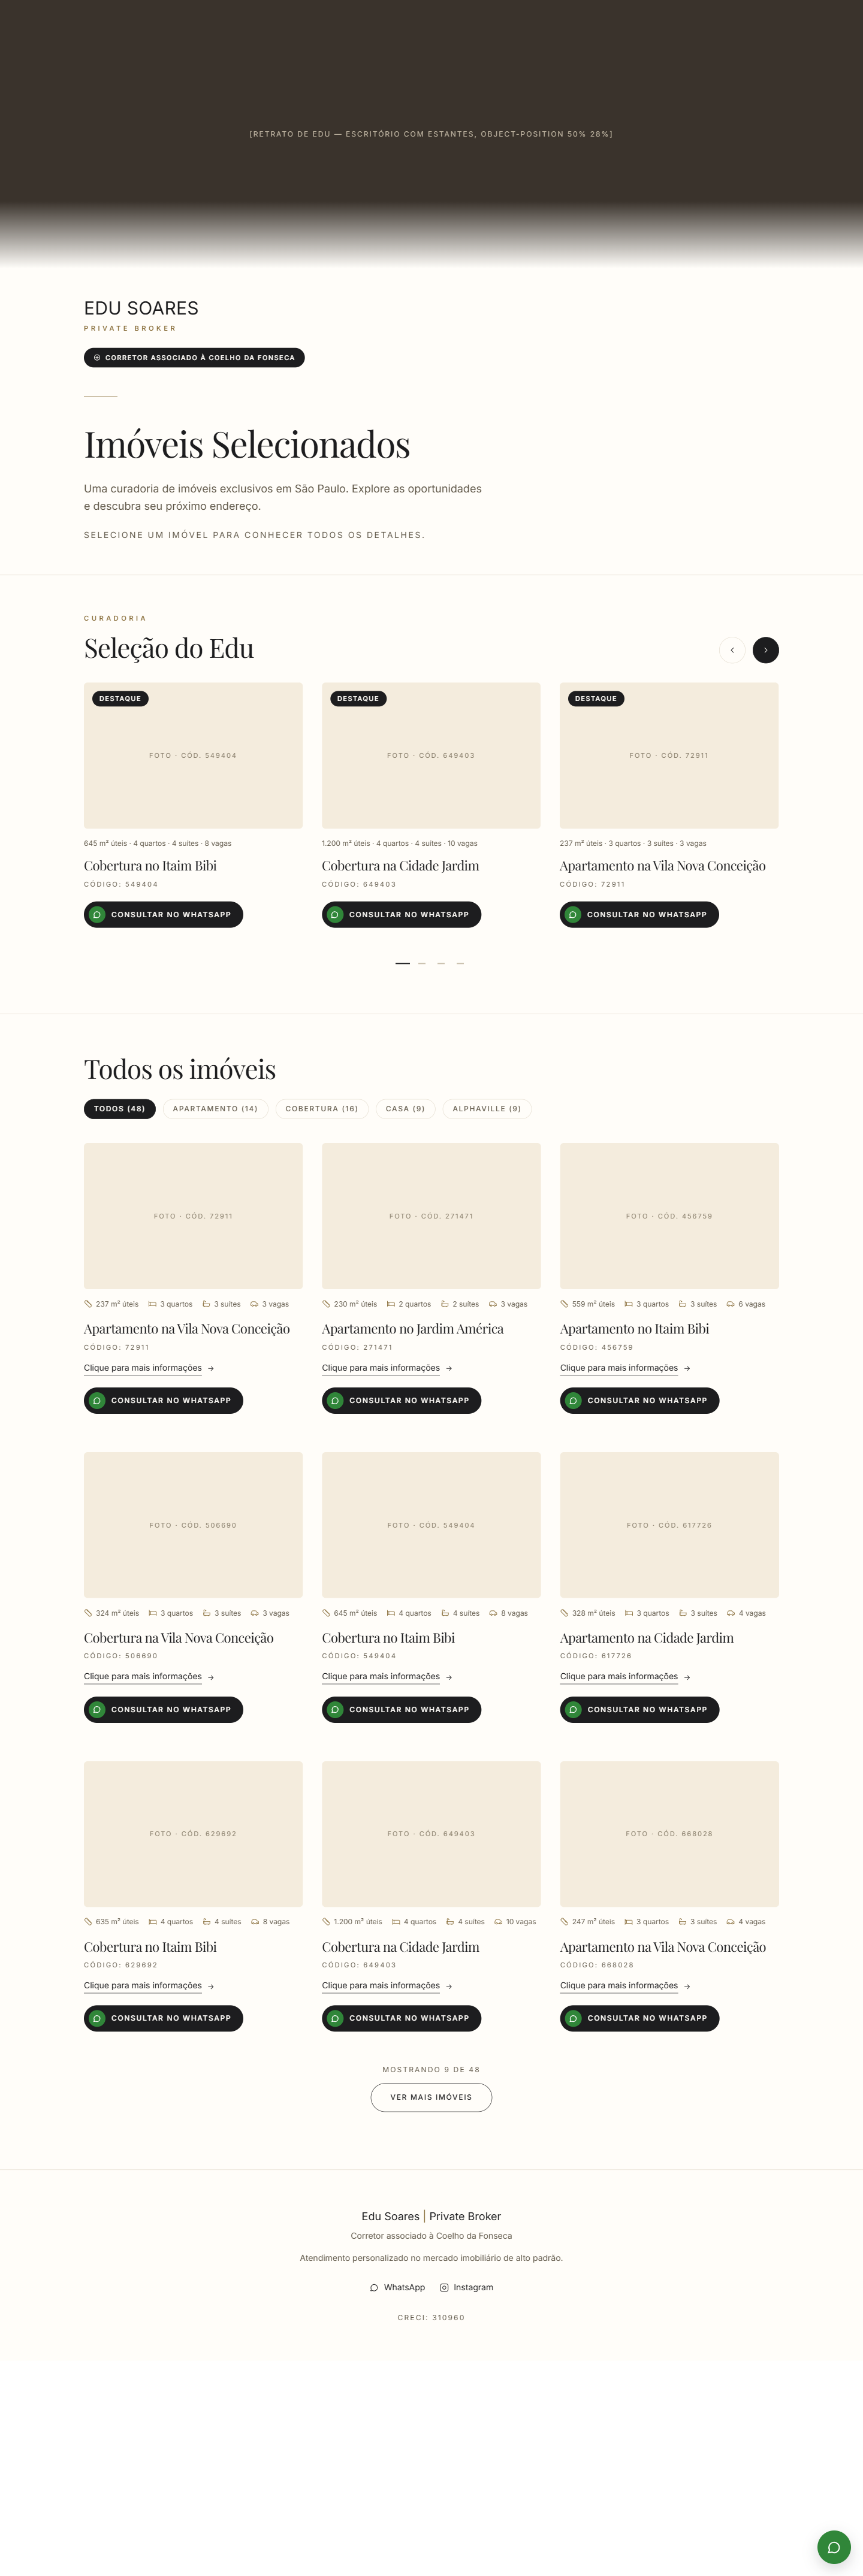 [RETRATO DE EDU — ESCRITÓRIO COM ESTANTES, OBJECT-POSITION 50% 28%]
EDU SOARES
PRIVATE BROKER
CORRETOR ASSOCIADO À COELHO DA FONSECA
Imóveis Selecionados
Uma curadoria de imóveis exclusivos em São Paulo. Explore as oportunidades
e descubra seu próximo endereço.
SELECIONE UM IMÓVEL PARA CONHECER TODOS OS DETALHES.
CURADORIA
Seleção do Edu
DESTAQUE
FOTO · CÓD. 549404
645 m² úteis · 4 quartos · 4 suítes · 8 vagas
Cobertura no Itaim Bibi
CÓDIGO: 549404
CONSULTAR NO WHATSAPP
DESTAQUE
FOTO · CÓD. 649403
1.200 m² úteis · 4 quartos · 4 suítes · 10 vagas
Cobertura na Cidade Jardim
CÓDIGO: 649403
CONSULTAR NO WHATSAPP
DESTAQUE
FOTO · CÓD. 72911
237 m² úteis · 3 quartos · 3 suítes · 3 vagas
Apartamento na Vila Nova Conceição
CÓDIGO: 72911
CONSULTAR NO WHATSAPP
Todos os imóveis
TODOS (48) APARTAMENTO (14) COBERTURA (16) CASA (9) ALPHAVILLE (9)
FOTO · CÓD. 72911
237 m² úteis 3 quartos 3 suítes 3 vagas
Apartamento na Vila Nova Conceição
CÓDIGO: 72911
Clique para mais informações →
CONSULTAR NO WHATSAPP
FOTO · CÓD. 271471
230 m² úteis 2 quartos 2 suítes 3 vagas
Apartamento no Jardim América
CÓDIGO: 271471
Clique para mais informações →
CONSULTAR NO WHATSAPP
FOTO · CÓD. 456759
559 m² úteis 3 quartos 3 suítes 6 vagas
Apartamento no Itaim Bibi
CÓDIGO: 456759
Clique para mais informações →
CONSULTAR NO WHATSAPP
FOTO · CÓD. 506690
324 m² úteis 3 quartos 3 suítes 3 vagas
Cobertura na Vila Nova Conceição
CÓDIGO: 506690
Clique para mais informações →
CONSULTAR NO WHATSAPP
FOTO · CÓD. 549404
645 m² úteis 4 quartos 4 suítes 8 vagas
Cobertura no Itaim Bibi
CÓDIGO: 549404
Clique para mais informações →
CONSULTAR NO WHATSAPP
FOTO · CÓD. 617726
328 m² úteis 3 quartos 3 suítes 4 vagas
Apartamento na Cidade Jardim
CÓDIGO: 617726
Clique para mais informações →
CONSULTAR NO WHATSAPP
FOTO · CÓD. 629692
635 m² úteis 4 quartos 4 suítes 8 vagas
Cobertura no Itaim Bibi
CÓDIGO: 629692
Clique para mais informações →
CONSULTAR NO WHATSAPP
FOTO · CÓD. 649403
1.200 m² úteis 4 quartos 4 suítes 10 vagas
Cobertura na Cidade Jardim
CÓDIGO: 649403
Clique para mais informações →
CONSULTAR NO WHATSAPP
FOTO · CÓD. 668028
247 m² úteis 3 quartos 3 suítes 4 vagas
Apartamento na Vila Nova Conceição
CÓDIGO: 668028
Clique para mais informações →
CONSULTAR NO WHATSAPP
MOSTRANDO 9 DE 48
VER MAIS IMÓVEIS
Edu Soares | Private Broker
Corretor associado à Coelho da Fonseca
Atendimento personalizado no mercado imobiliário de alto padrão.
WhatsApp Instagram
CRECI: 310960